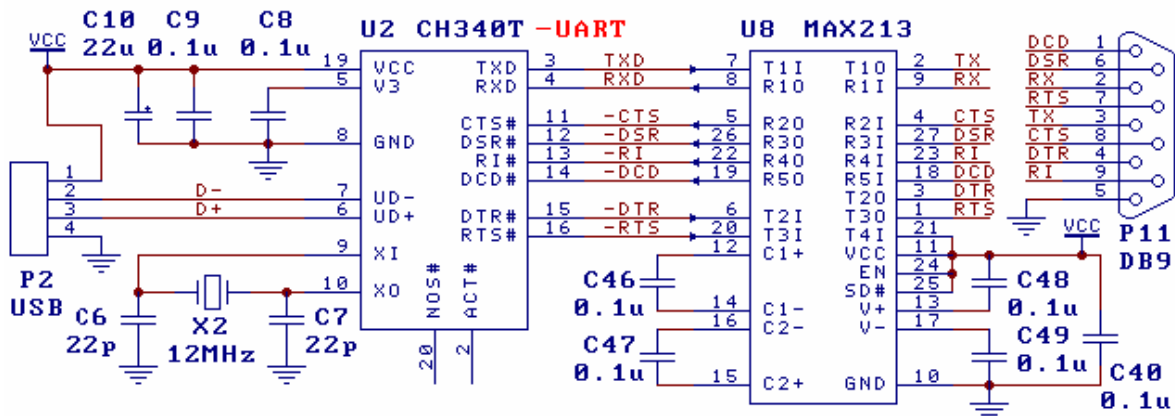 C10 C9 C8
VCC 22u 0.1u 0.1u
U2 CH340T -UART
U8 MAX213
19 VCC TXD 3 TXD 7 T1I T1O 2 TX
5 V3 RXD 4 RXD 8 R1O R1I 9 RX
CTS# 11 -CTS 5 R2O R2I 4 CTS
8 GND DSR# 12 -DSR 26 R3O R3I 27 DSR
RI# 13 -RI 22 R4O R4I 23 RI
DCD# 14 -DCD 19 R5O R5I 18 DCD
D- 7 UD- T2O 3 DTR
D+ 6 UD+ DTR# 15 -DTR 6 T2I T3O 1 RTS
RTS# 16 -RTS 20 T3I T4I 21
9 XI 12 C1+ VCC 11
EN 24
10 XO SD# 25
14 C1- V+ 13
16 C2- V- 17
15 C2+ GND 10
NOS# ACT#
20 2
1
2
3
4
P2
USB
C6
22p
X2
12MHz
C7
22p
C46
0.1u
C47
0.1u
C48
0.1u
C49
0.1u
C40
0.1u
VCC
DCD 1
DSR 6
RX 2
RTS 7
TX 3
CTS 8
DTR 4
RI 9
5
P11
DB9